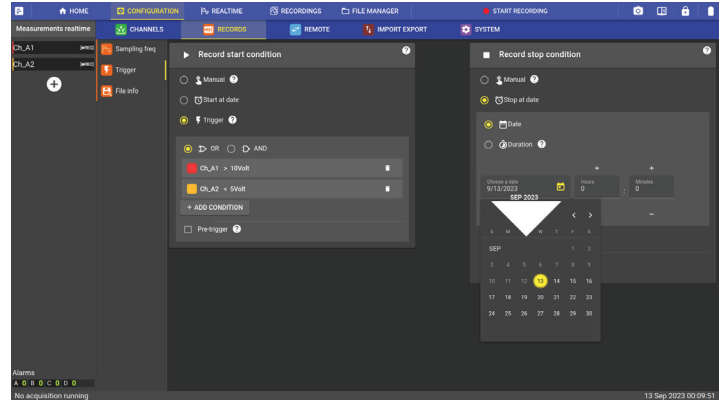 HOME CONFIGURATION REALTIME RECORDINGS FILE MANAGER START RECORDING
Measurements realtime CHANNELS RECORDS REMOTE IMPORT EXPORT SYSTEM
Ch_A1
Ch_A2
Sampling freq
Trigger
File info
Record start condition ?
Manual ?
Start at date
Trigger ?
OR AND
Ch_A1 > 10Volt
Ch_A2 < 5Volt
+ ADD CONDITION
Pre-trigger ?
Record stop condition ?
Manual ?
Stop at date
Date
Duration ?
+ +
Choose a date Hours Minutes
9/13/2023 0 : 0
SEP 2023
–
S M W T F S
SEP 1 2
3 4 5 6 7 8 9
10 11 12 13 14 15 16
17 18 19 20 21 22 23
24 25 26 27 28 29 30
Alarms
A 0 B 0 C 0 D 0
No acquisition running 13 Sep 2023 00:09:51